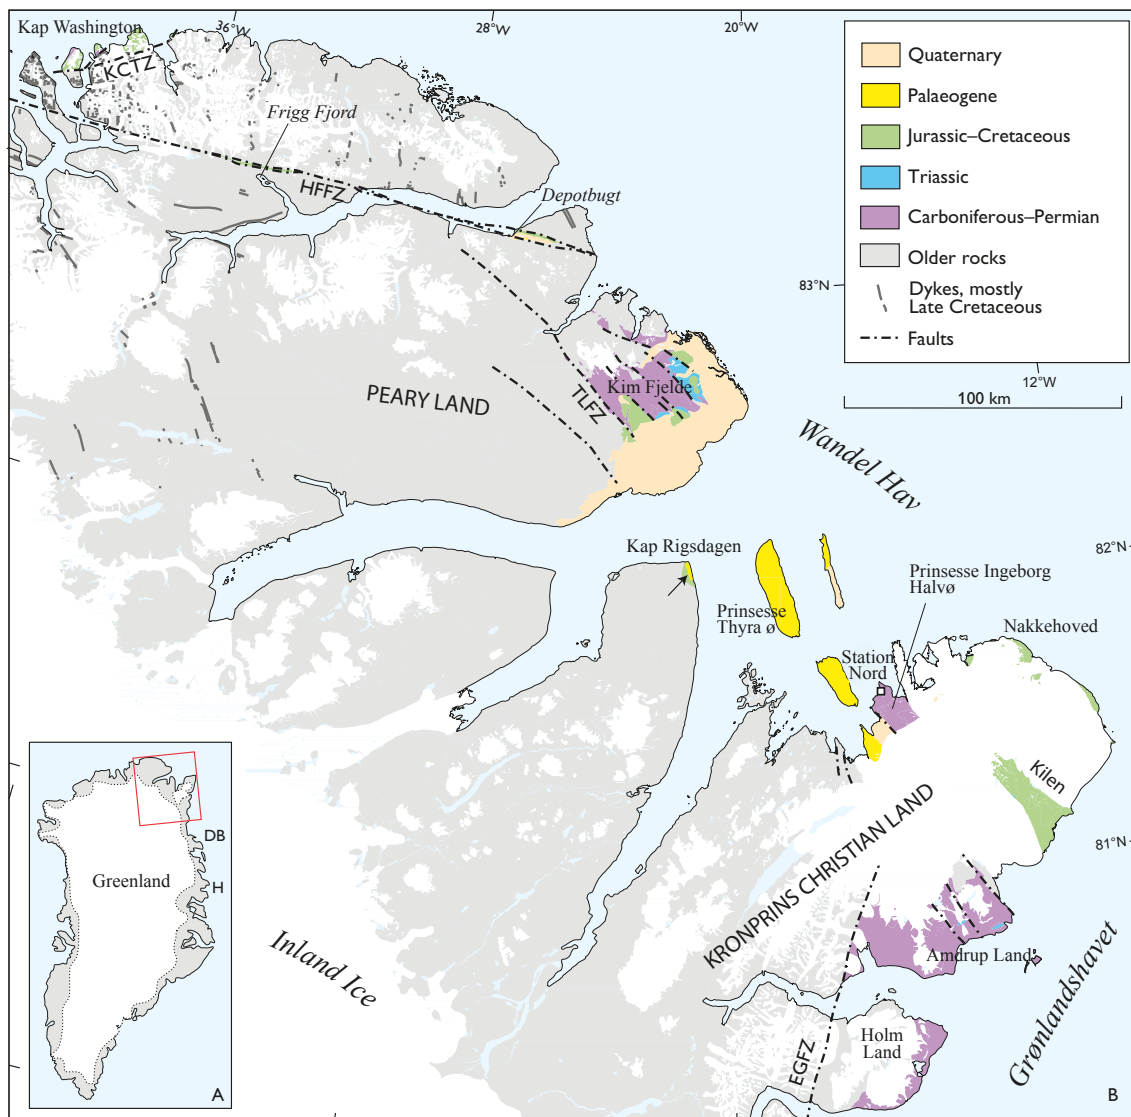 Kap Washington
36°W
28°W
20°W
KCTZ
Frigg Fjord
HFFZ
Depotbugt
Quaternary
Palaeogene
Jurassic–Cretaceous
Triassic
Carboniferous–Permian
Older rocks
Dykes, mostly
Late Cretaceous
Faults
83°N
12°W
100 km
PEARY LAND
TLFZ
Kim Fjelde
Wandel Hav
82°N
Kap Rigsdagen
Prinsesse Ingeborg
Halvø
Prinsesse
Thyra ø
Nakkehoved
Station
Nord
Kilen
81°N
KRONPRINS CHRISTIAN LAND
Inland Ice
Amdrup Land
Grønlandshavet
Holm
Land
EGFZ
B
Greenland
DB
H
A